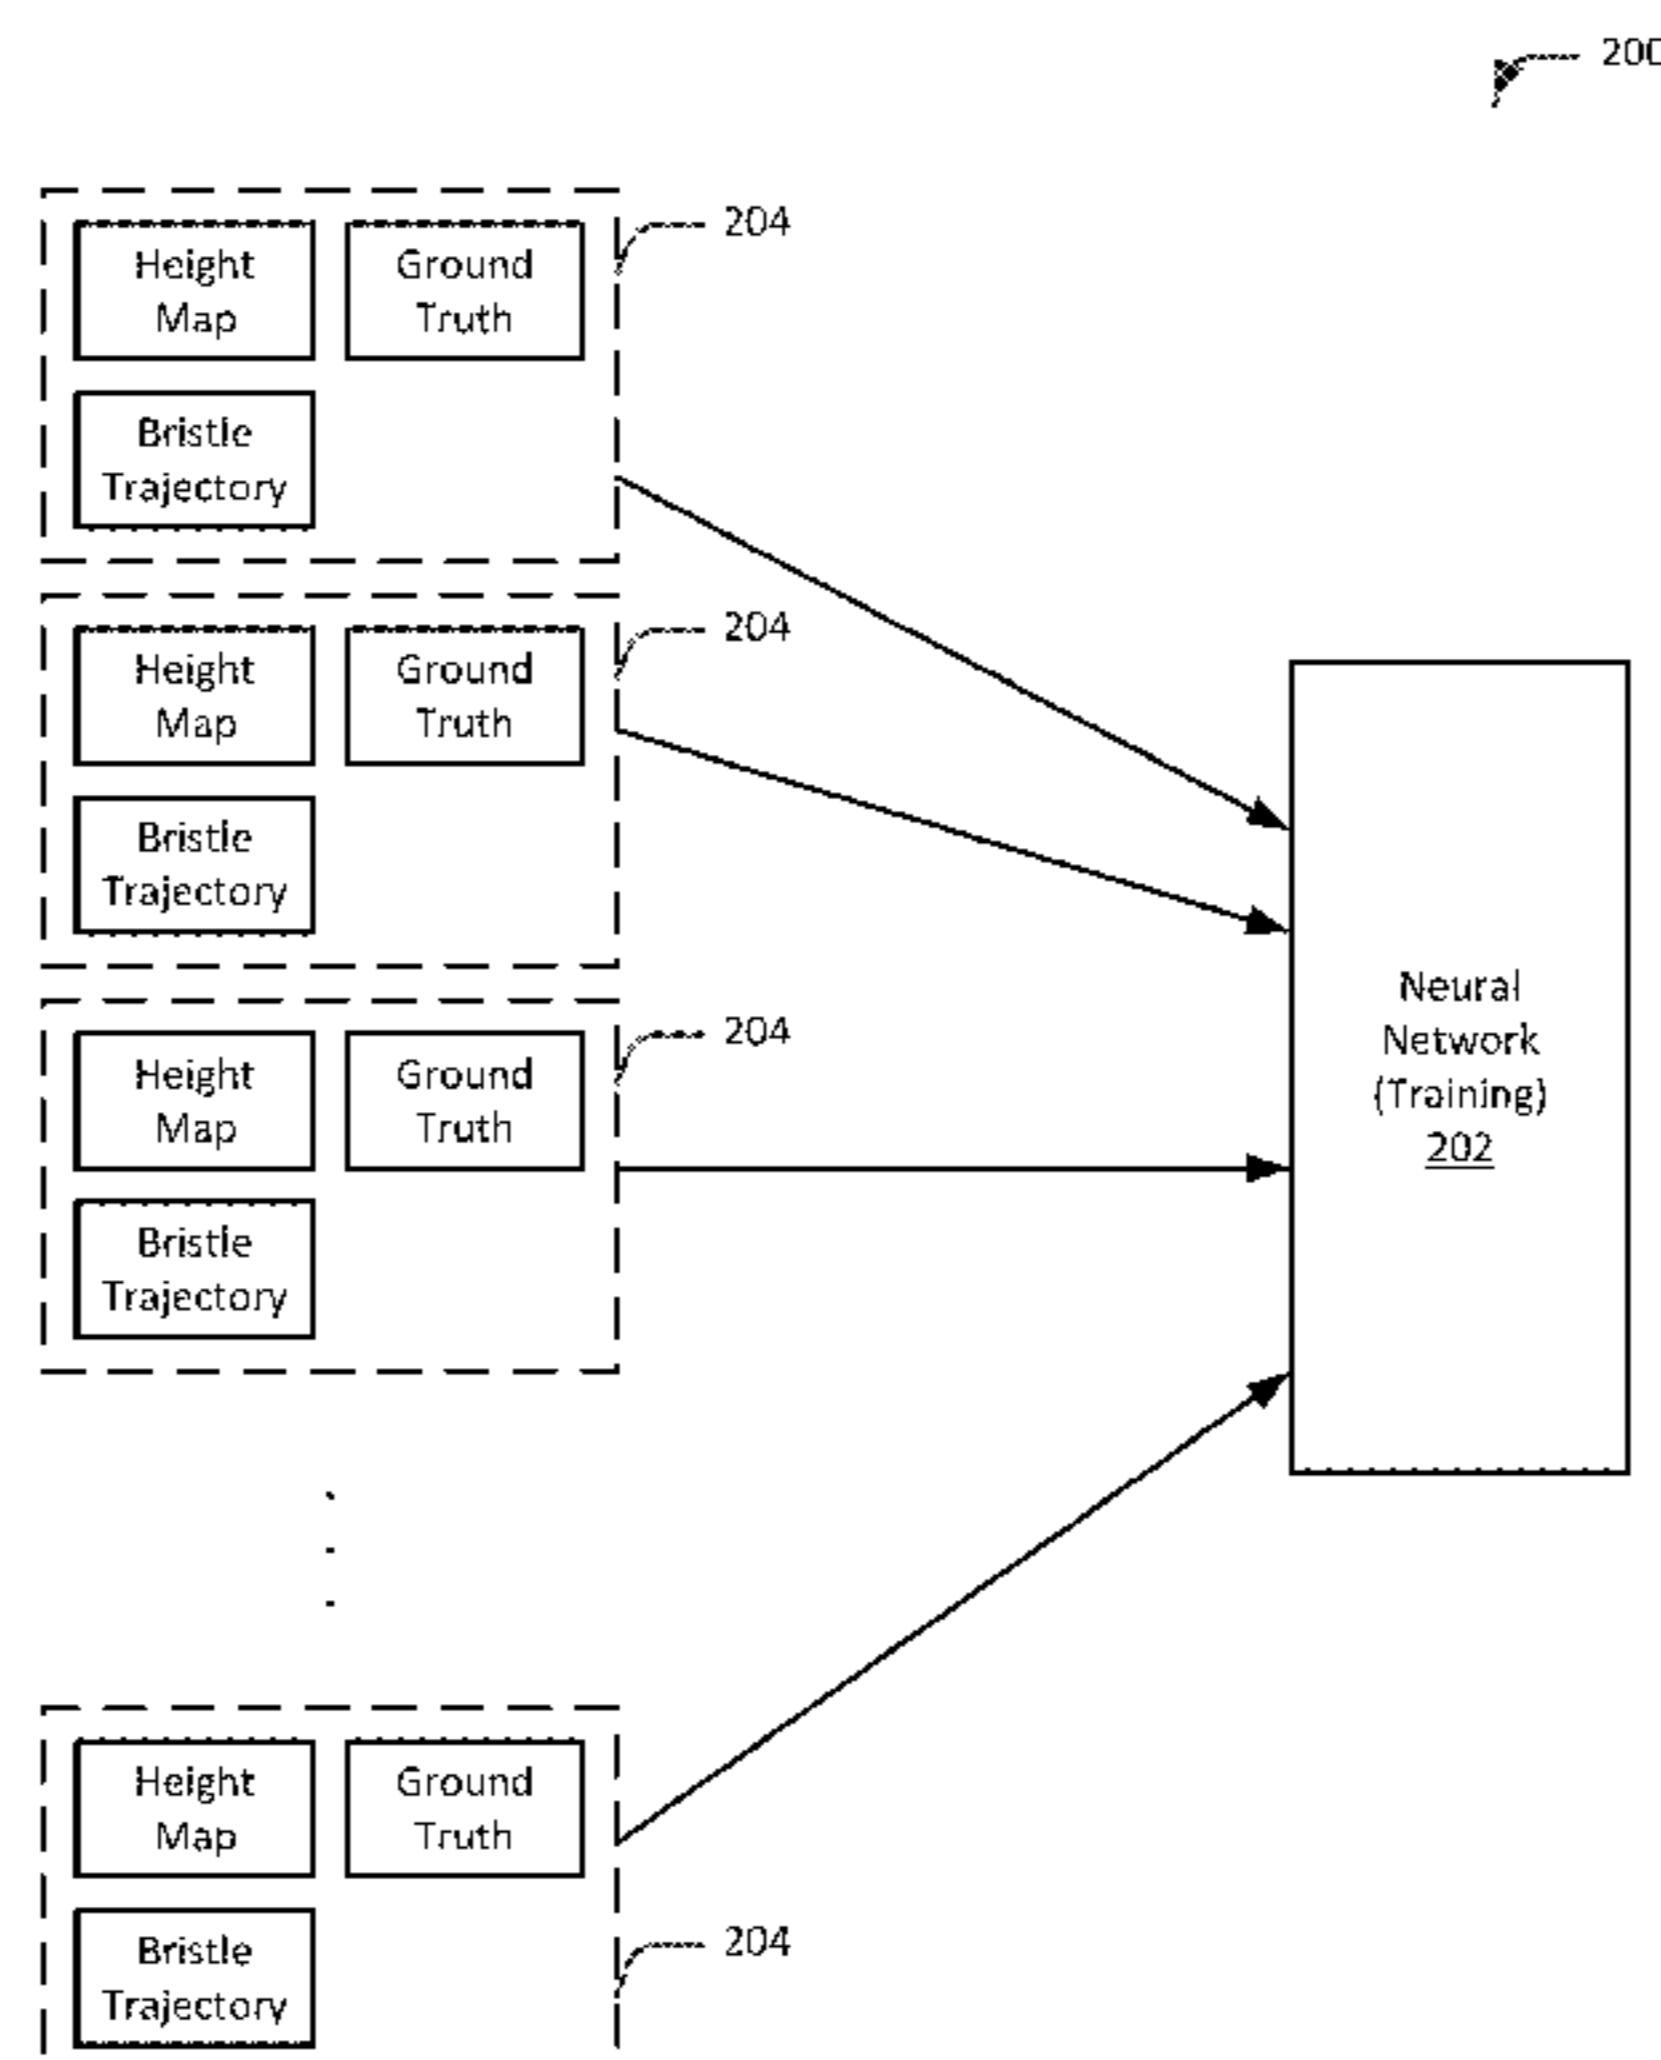 200
204
Height
Map
Ground
Truth
Bristle
Trajectory
204
Height
Map
Ground
Truth
Bristle
Trajectory
204
Height
Map
Ground
Truth
Bristle
Trajectory
Neural
Network
(Training)
202
Height
Map
Ground
Truth
Bristle
Trajectory
204